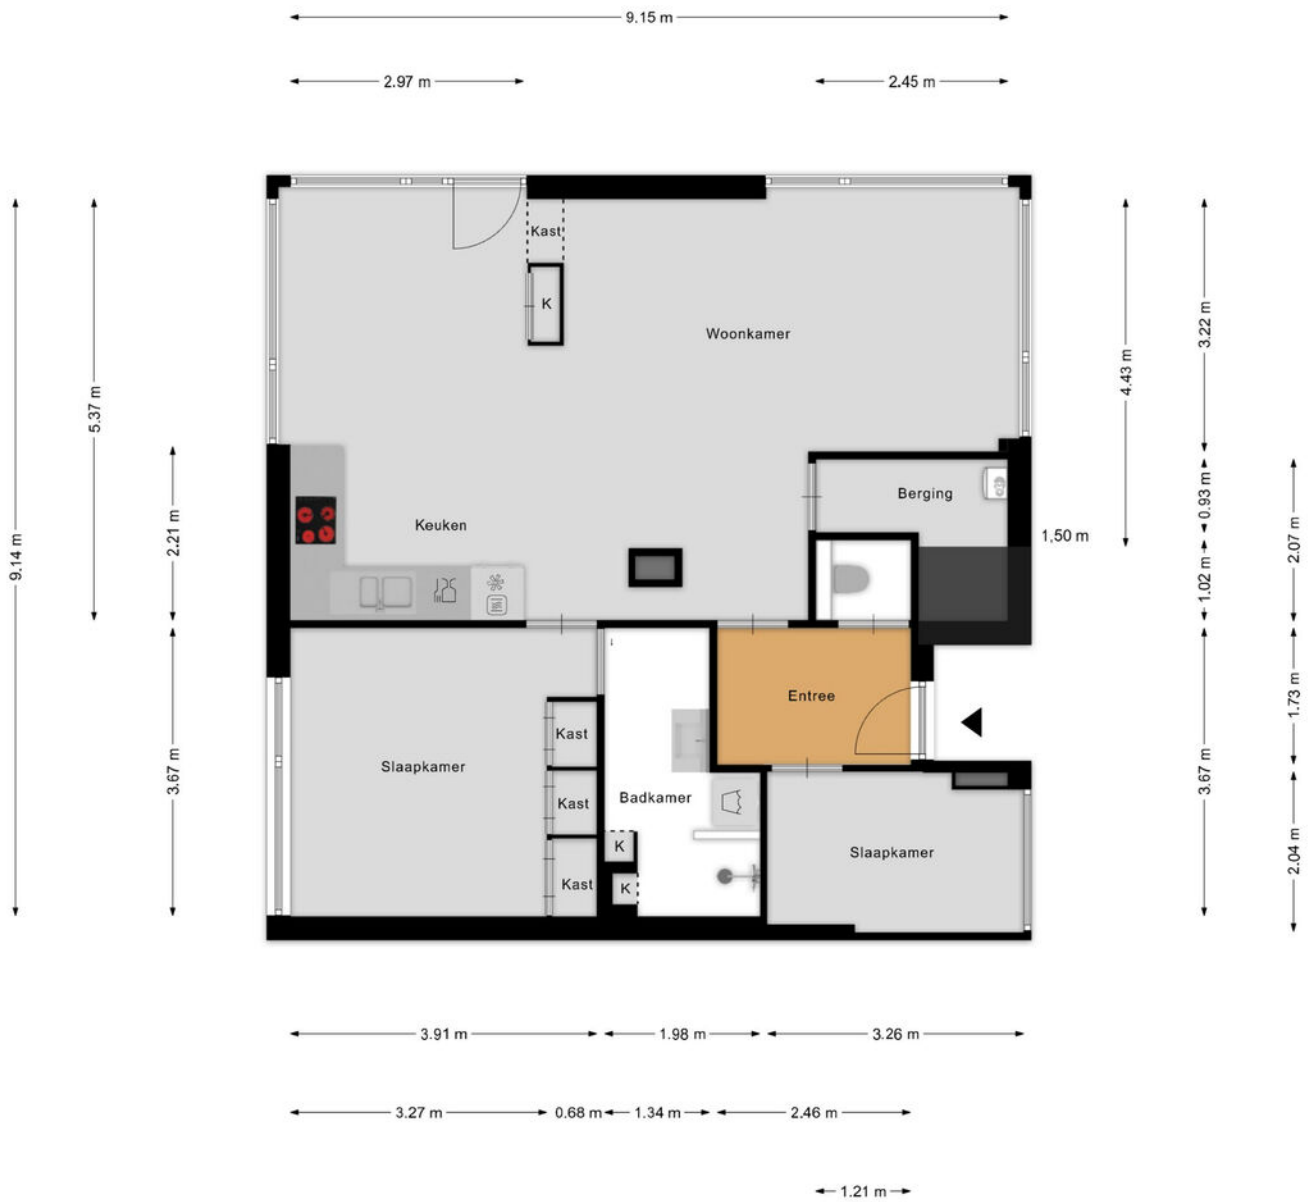 9.15 m
2.97 m
2.45 m
Kast
K
Woonkamer
3.22 m
4.43 m
5.37 m
9.14 m
2.21 m
Keuken
Berging
0.93 m
1,50 m
1.02 m
2.07 m
Entree
1.73 m
Kast
Slaapkamer
3.67 m
3.67 m
Kast
Badkamer
K
Slaapkamer
2.04 m
Kast
K
3.91 m
1.98 m
3.26 m
3.27 m
0.68 m
1.34 m
2.46 m
1.21 m